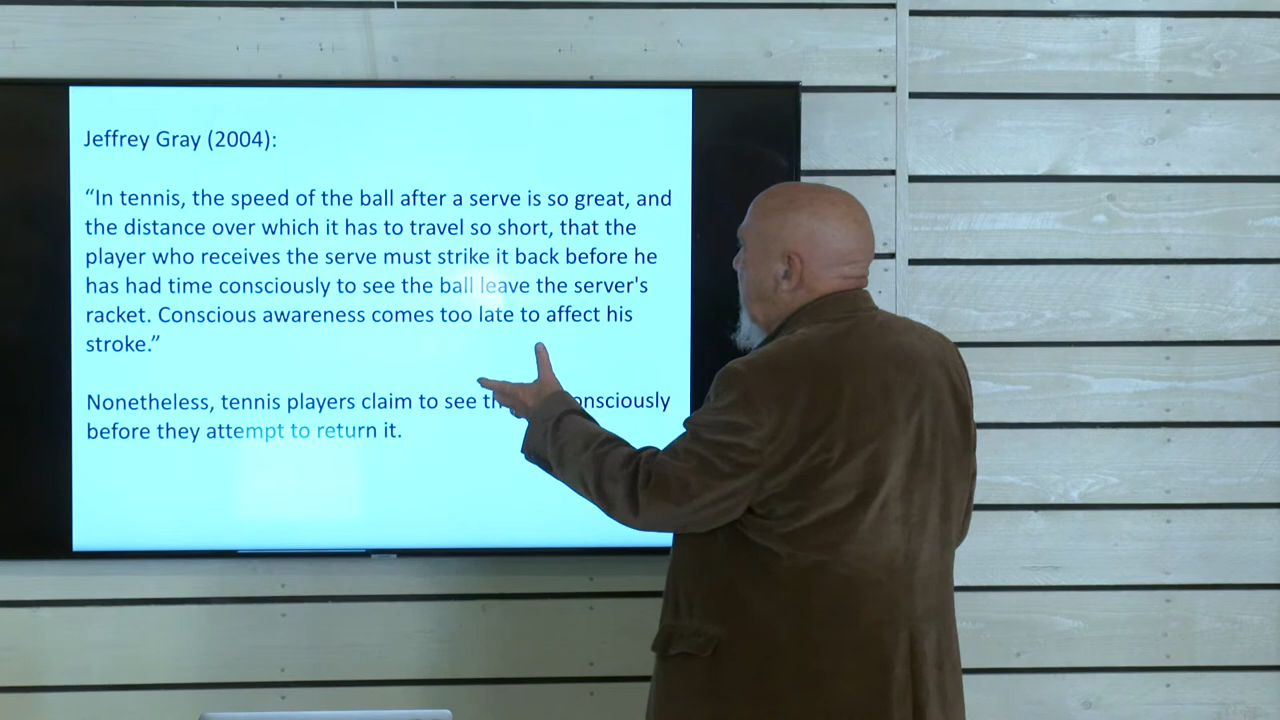 Jeffrey Gray (2004):
“In tennis, the speed of the ball after a serve is so great, and
the distance over which it has to travel so short, that the
player who receives the serve must strike it back before he
has had time consciously to see the ball leave the server's
racket. Conscious awareness comes too late to affect his
stroke.”
Nonetheless, tennis players claim to see
before they attempt to return it.